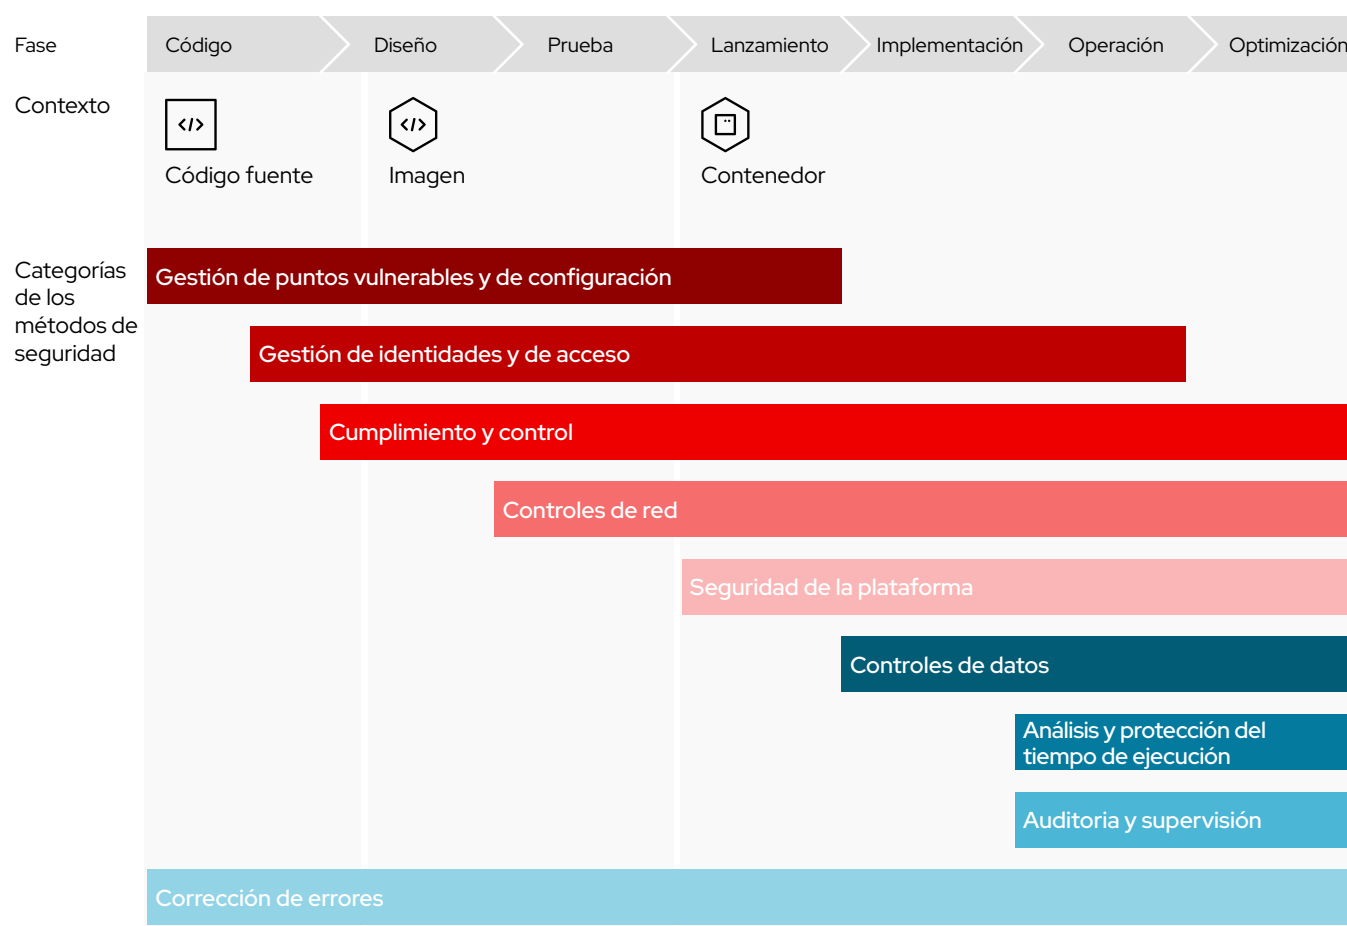 Fase
Código
Diseño
Prueba
Lanzamiento
Implementación
Operación
Optimización
Contexto
</>
</>
Código fuente
Imagen
Contenedor
Categorías
de los
métodos de
seguridad
Gestión de puntos vulnerables y de configuración
Gestión de identidades y de acceso
Cumplimiento y control
Controles de red
Seguridad de la plataforma
Controles de datos
Análisis y protección del
tiempo de ejecución
Auditoria y supervisión
Corrección de errores